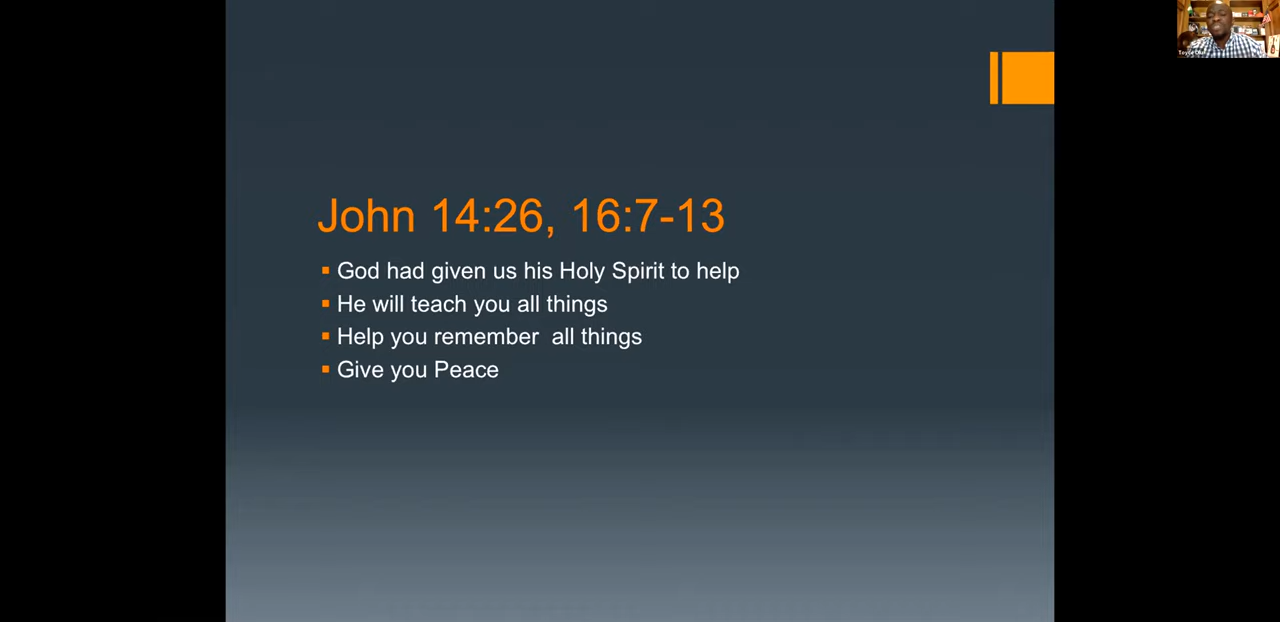 John 14:26, 16:7-13
God had given us his Holy Spirit to help
He will teach you all things
Help you remember  all things
Give you Peace